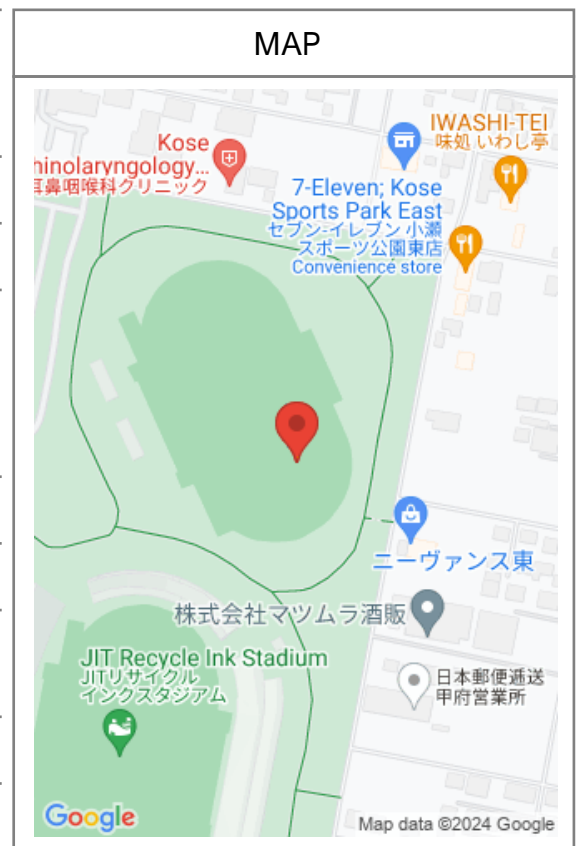 MAP
IWASHI-TEI
味処 いわし亭
Kose
hinolaryngology...
耳鼻咽喉科クリニック
7-Eleven; Kose
Sports Park East
セブン-イレブン 小瀬
スポーツ公園東店
Convenience store
ニーヴァンス東
株式会社マツムラ酒販
JIT Recycle Ink Stadium
JITリサイクル
インクスタジアム
日本郵便逓送
甲府営業所
Google
Map data ©2024 Google